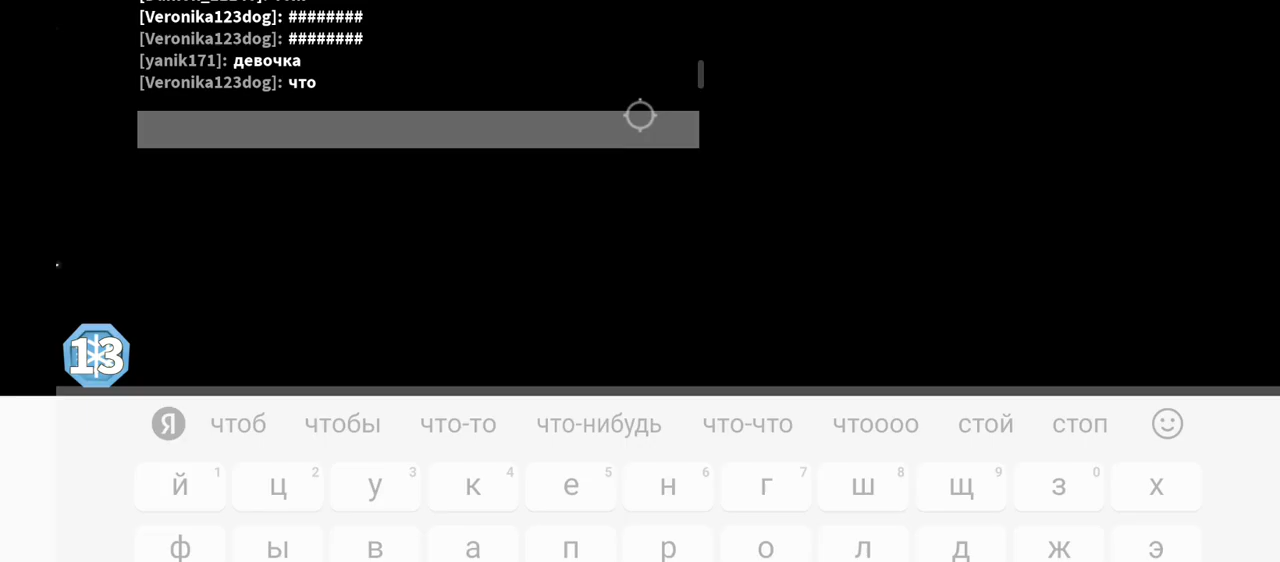 [Veronika123dog]: ########
[Veronika123dog]: ########
[yanik171]: девочка
[Veronika123dog]: что
13
Я чтоб чтобы что-то что-нибудь что-что чтоооо стой стоп
й 1 ц 2 у 3 к 4 е 5 н 6 г 7 ш 8 щ 9 з 0 х
ф ы в а п р о л д ж э